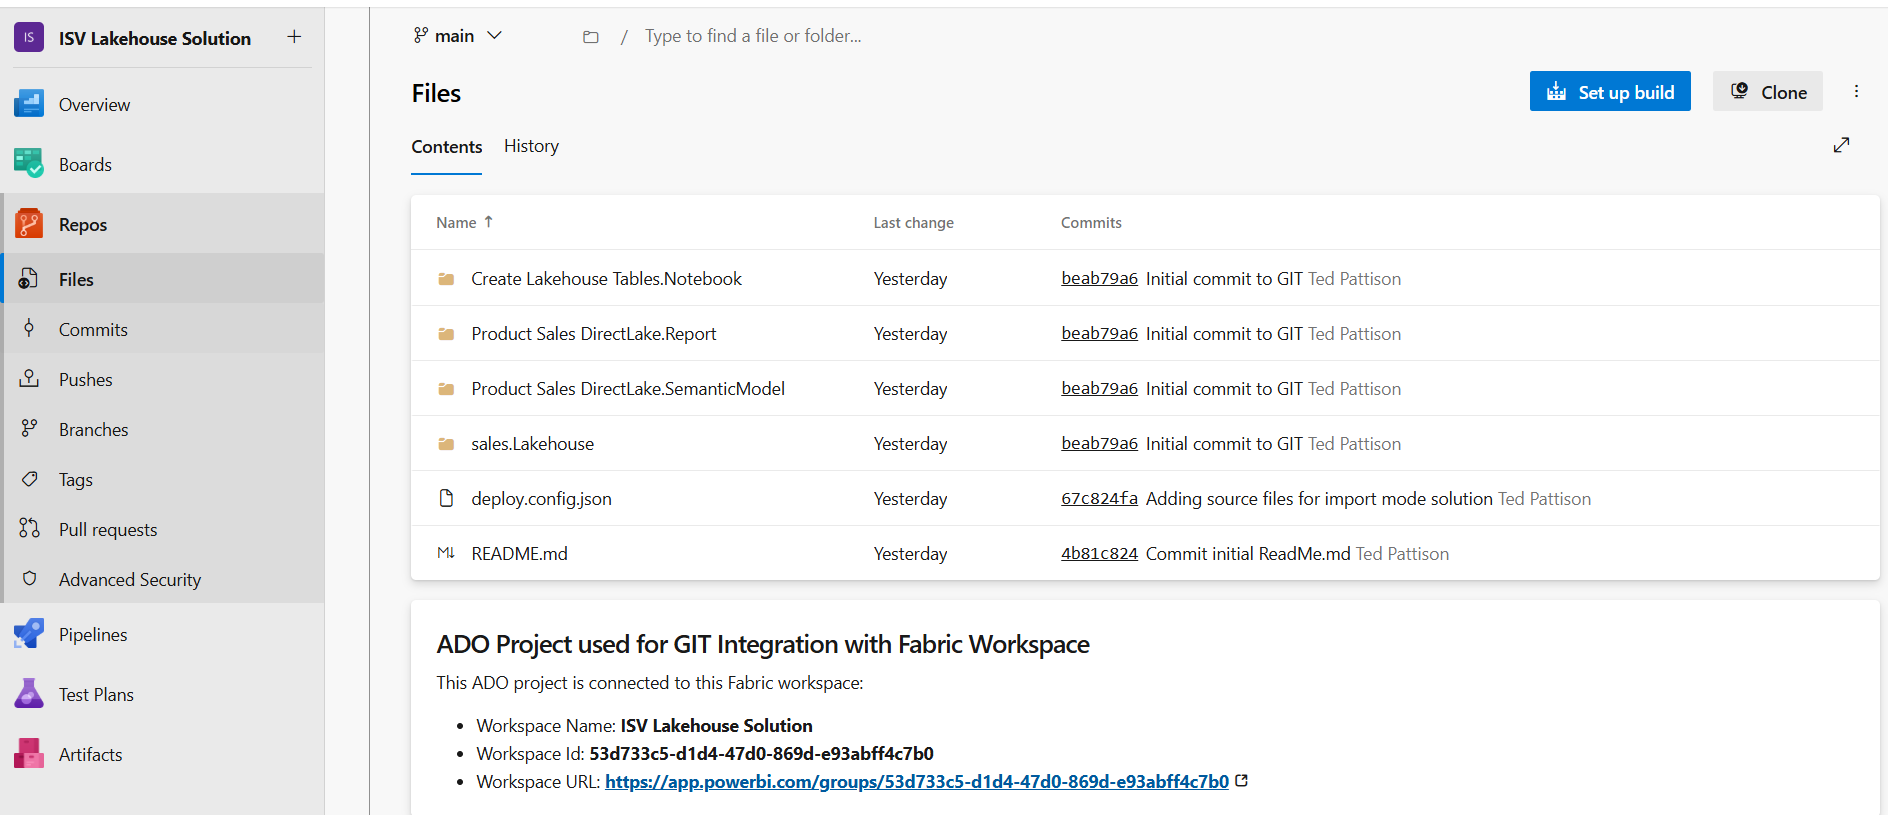 IS ISV Lakehouse Solution +
Overview
Boards
Repos
Files
Commits
Pushes
Branches
Tags
Pull requests
Advanced Security
Pipelines
Test Plans
Artifacts
main / Type to find a file or folder...
Files
Set up build Clone
Contents History
Name ↑ Last change Commits
Create Lakehouse Tables.Notebook Yesterday beab79a6 Initial commit to GIT Ted Pattison
Product Sales DirectLake.Report Yesterday beab79a6 Initial commit to GIT Ted Pattison
Product Sales DirectLake.SemanticModel Yesterday beab79a6 Initial commit to GIT Ted Pattison
sales.Lakehouse Yesterday beab79a6 Initial commit to GIT Ted Pattison
deploy.config.json Yesterday 67c824fa Adding source files for import mode solution Ted Pattison
M↓ README.md Yesterday 4b81c824 Commit initial ReadMe.md Ted Pattison
ADO Project used for GIT Integration with Fabric Workspace
This ADO project is connected to this Fabric workspace:
• Workspace Name: ISV Lakehouse Solution
• Workspace Id: 53d733c5-d1d4-47d0-869d-e93abff4c7b0
• Workspace URL: https://app.powerbi.com/groups/53d733c5-d1d4-47d0-869d-e93abff4c7b0